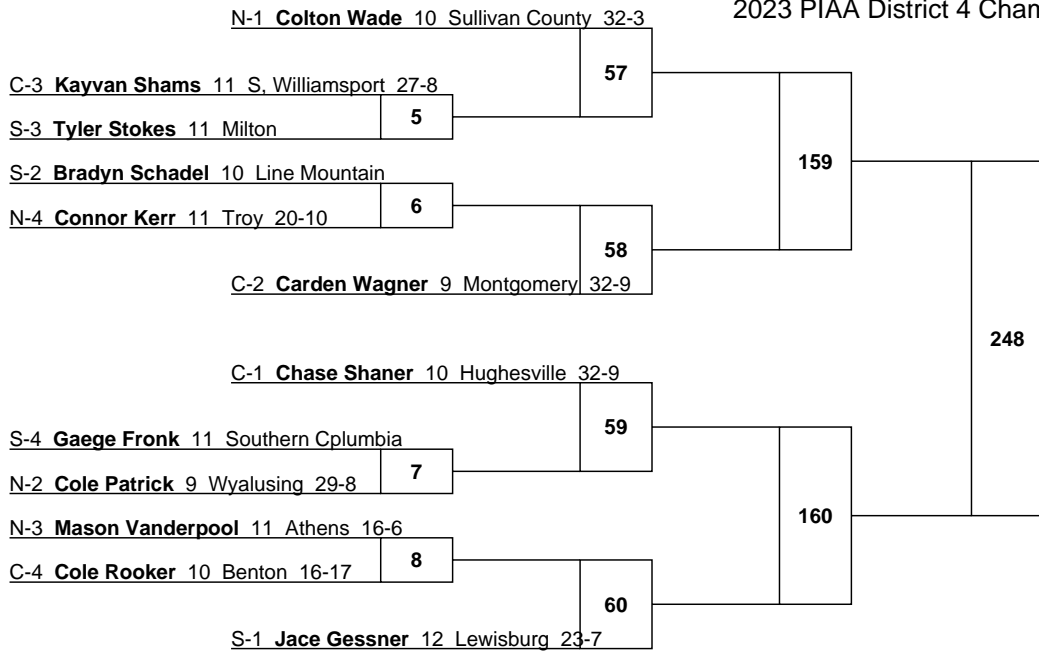 2023 PIAA District 4 Cham
N-1 Colton Wade 10 Sullivan County 32-3
57
C-3 Kayvan Shams 11 S, Williamsport 27-8
5
S-3 Tyler Stokes 11 Milton
159
S-2 Bradyn Schadel 10 Line Mountain
6
N-4 Connor Kerr 11 Troy 20-10
58
C-2 Carden Wagner 9 Montgomery 32-9
248
C-1 Chase Shaner 10 Hughesville 32-9
59
S-4 Gaege Fronk 11 Southern Cplumbia
7
N-2 Cole Patrick 9 Wyalusing 29-8
160
N-3 Mason Vanderpool 11 Athens 16-6
8
C-4 Cole Rooker 10 Benton 16-17
60
S-1 Jace Gessner 12 Lewisburg 23-7